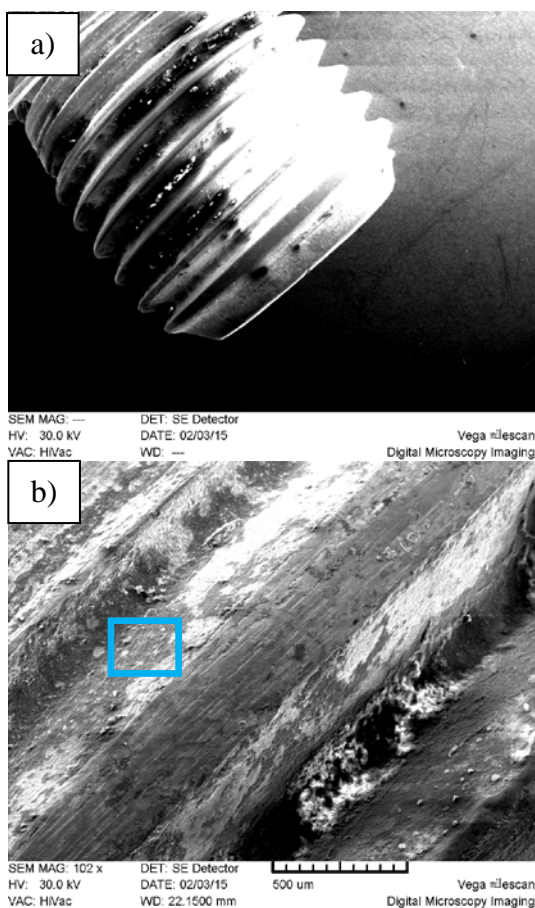 a)
SEM MAG: --- DET: SE Detector
HV: 30.0 kV DATE: 02/03/15 Vega
VAC: HiVac WD: --- Digital Microscopy Imaging
b)
SEM MAG: 102 x DET: SE Detector
HV: 30.0 kV DATE: 02/03/15 500 um Vega
VAC: HiVac WD: 22.1500 mm Digital Microscopy Imaging